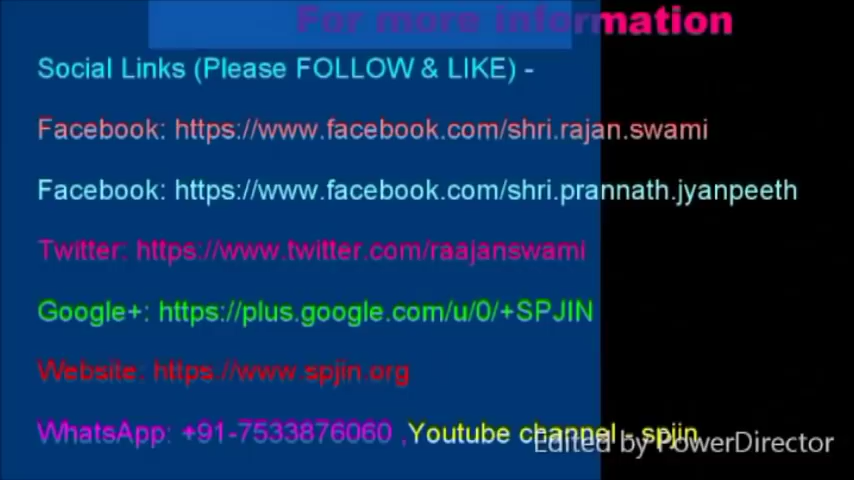 For more information
Social Links (Please FOLLOW & LIKE) -
Facebook: https://www.facebook.com/shri.rajan.swami
Facebook: https://www.facebook.com/shri.prannath.jyanpeeth
Twitter: https://www.twitter.com/raajanswami
Google+: https://plus.google.com/u/0/+SPJIN
Website: https://www.spjin.org
WhatsApp: +91-7533876060 ,Youtube channel - spjin
Edited by PowerDirector